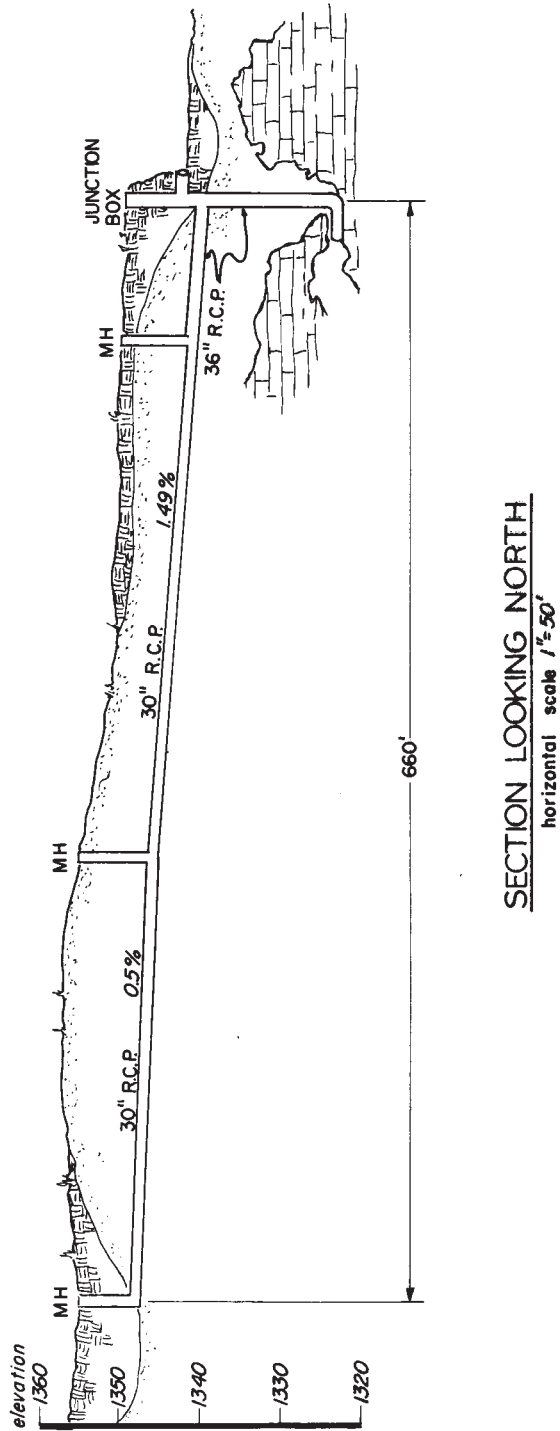 elevation
1360
1350
1340
1330
1320
MH
30" R.C.P.
0.5%
MH
30" R.C.P.
1.49%
MH
36" R.C.P.
JUNCTION
BOX
660'
SECTION LOOKING NORTH
horizontal scale 1"=50'